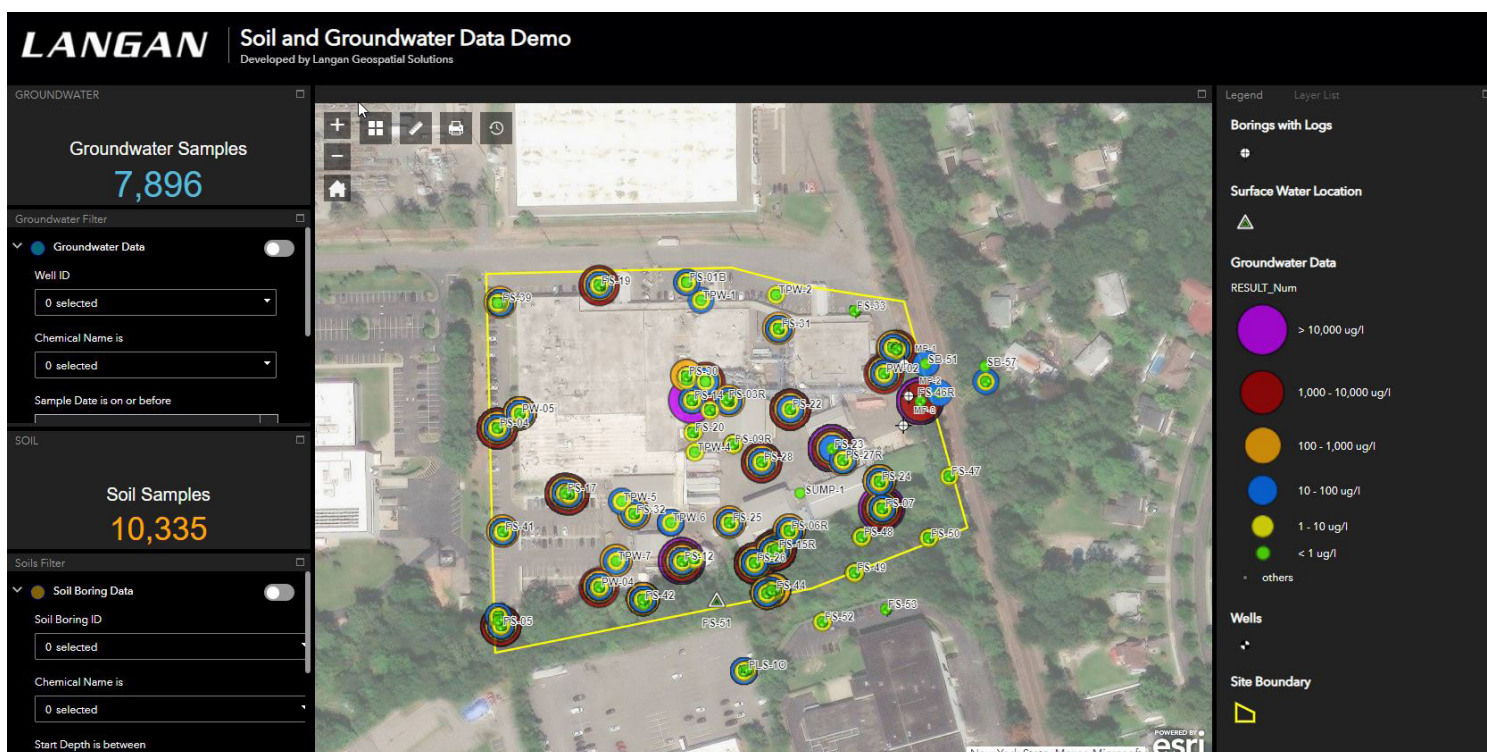 LANGAN
Soil and Groundwater Data Demo
Developed by Langan Geospatial Solutions
GROUNDWATER
Groundwater Samples
7,896
Groundwater Filter
Groundwater Data
Well ID
0 selected
Chemical Name is
0 selected
Sample Date is on or before
SOIL
Soil Samples
10,335
Soils Filter
Soil Boring Data
Soil Boring ID
0 selected
Chemical Name is
0 selected
Start Depth is between
+
−
FS-39
FS-19
FS-01B
TPW-1
TPW-2
FS-33
FS-31
MP-1
SB-51
SB-57
PW-02
MP-2
FS-46R
MP-3
FS-30
FS-14
FS-03R
FS-22
PW-05
FS-04
FS-20
TPW-4
FS-09R
FS-28
FS-23
FS-27R
FS-24
FS-47
FS-17
TPW-5
FS-32
TPW-6
FS-25
SUMP-1
FS-07
FS-41
FS-06R
FS-15R
FS-48
FS-50
TPW-7
FS-12
FS-26
FS-49
PW-04
FS-42
FS-44
FS-05
FS-51
FS-52
FS-53
PLS-10
POWERED BY
esri
Legend
Layer List
Borings with Logs
Surface Water Location
Groundwater Data
RESULT_Num
> 10,000 ug/l
1,000 - 10,000 ug/l
100 - 1,000 ug/l
10 - 100 ug/l
1 - 10 ug/l
< 1 ug/l
others
Wells
Site Boundary